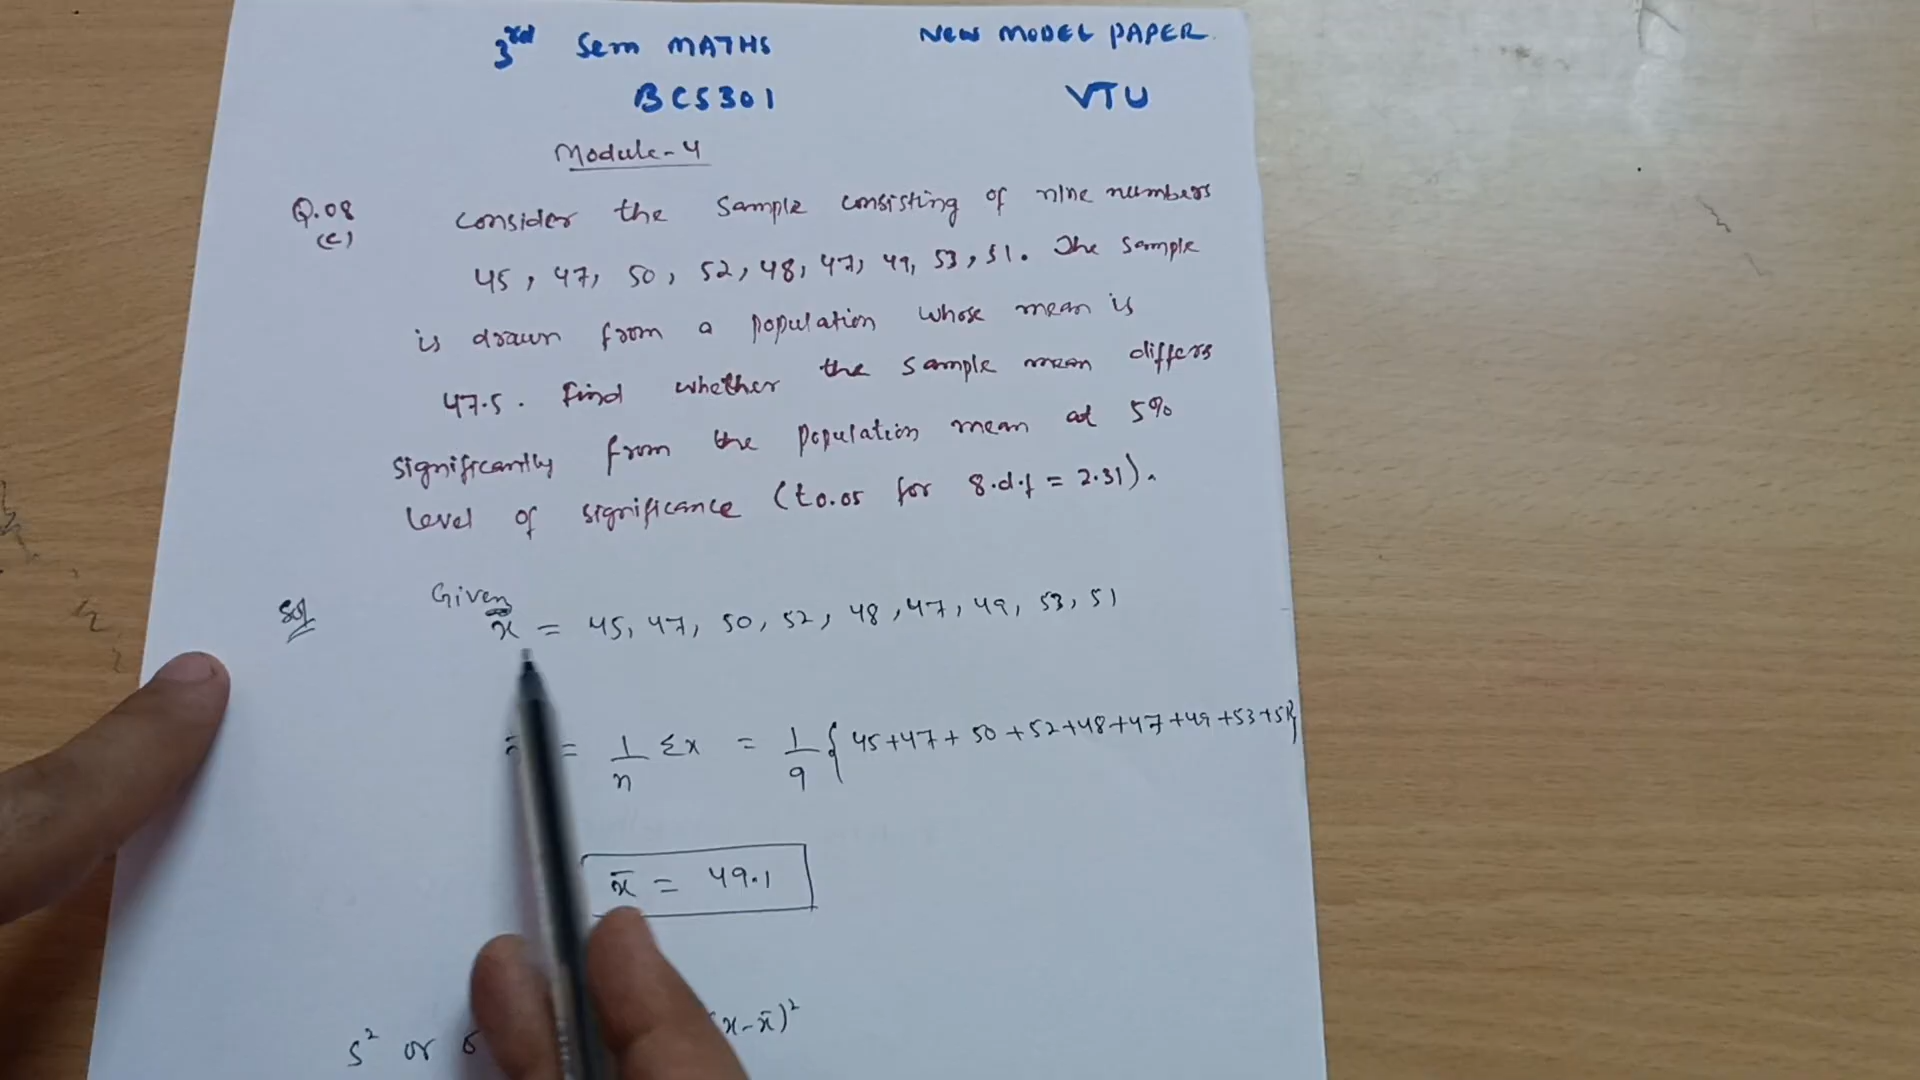 3rd Sem MATHS NEW MODEL PAPER.
BCS301 VTU
Module-4
Q.08 Consider the sample consisting of nine numbers
(c)
45, 47, 50, 52, 48, 47, 49, 53, 51. The sample
is drawn from a population whose mean is
47.5. Find whether the sample mean differs
significantly from the population mean at 5%
level of significance (t0.05 for 8.d.f = 2.31).
Sol Given
x = 45, 47, 50, 52, 48, 47, 49, 53, 51
= 1/n Σx = 1/9 {45+47+50+52+48+47+49+53+51}
x̄ = 49.1
s² or (x-x̄)²